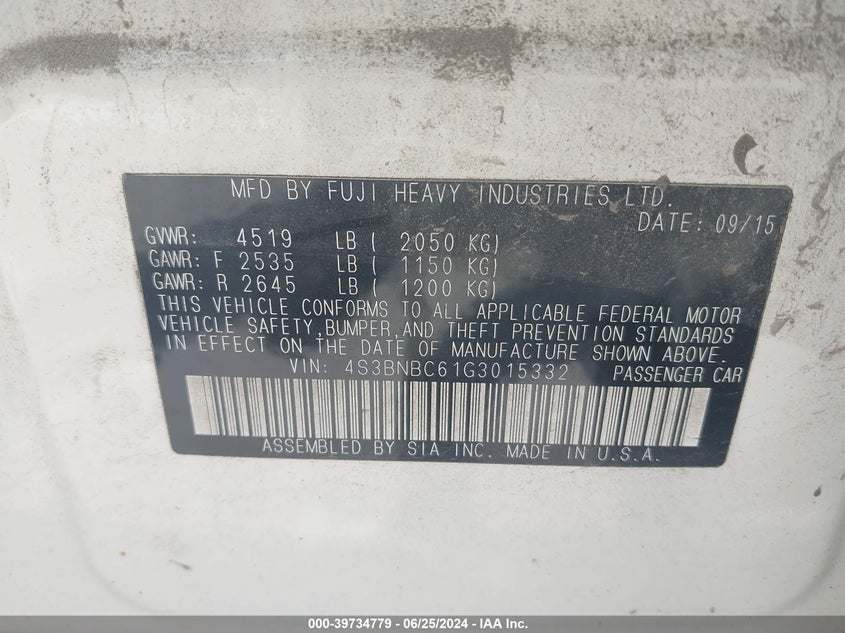 MFD BY FUJI HEAVY INDUSTRIES LTD.
DATE: 09/15
GVWR: 4519 LB ( 2050 KG)
GAWR: F 2535 LB ( 1150 KG)
GAWR: R 2645 LB ( 1200 KG)
THIS VEHICLE CONFORMS TO ALL APPLICABLE FEDERAL MOTOR
VEHICLE SAFETY,BUMPER,AND THEFT PREVENTION STANDARDS
IN EFFECT ON THE DATE OF MANUFACTURE SHOWN ABOVE.
VIN: 4S3BNBC61G3015332 PASSENGER CAR
ASSEMBLED BY SIA INC. MADE IN U.S.A.
000-39734779 - 06/25/2024 - IAA Inc.